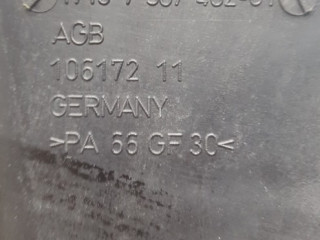 AGB
106172 11
GERMANY
>PA 66 GF 30<